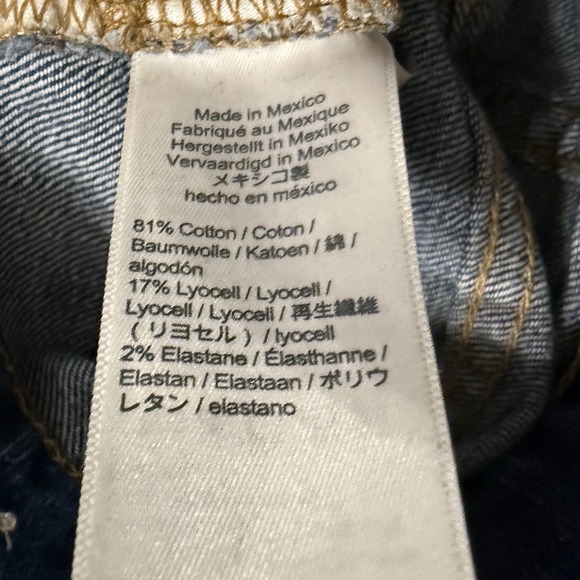 Made in Mexico
Fabriqué au Mexique
Hergestellt in Mexiko
Vervaardigd in Mexico
メキシコ製
hecho en méxico
81% Cotton / Coton /
Baumwolle / Katoen / 綿 /
algodón
17% Lyocell / Lyocell /
Lyocell / Lyocell / 再生繊維
（リヨセル）/ lyocell
2% Elastane / Élasthanne /
Elastan / Elastaan / ポリウ
レタン / elastano